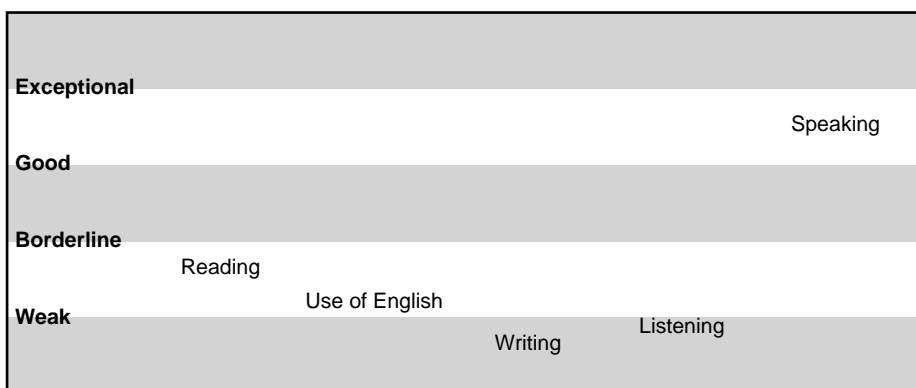 Exceptional
Speaking
Good
Borderline
Reading
Use of English
Weak
Listening
Writing